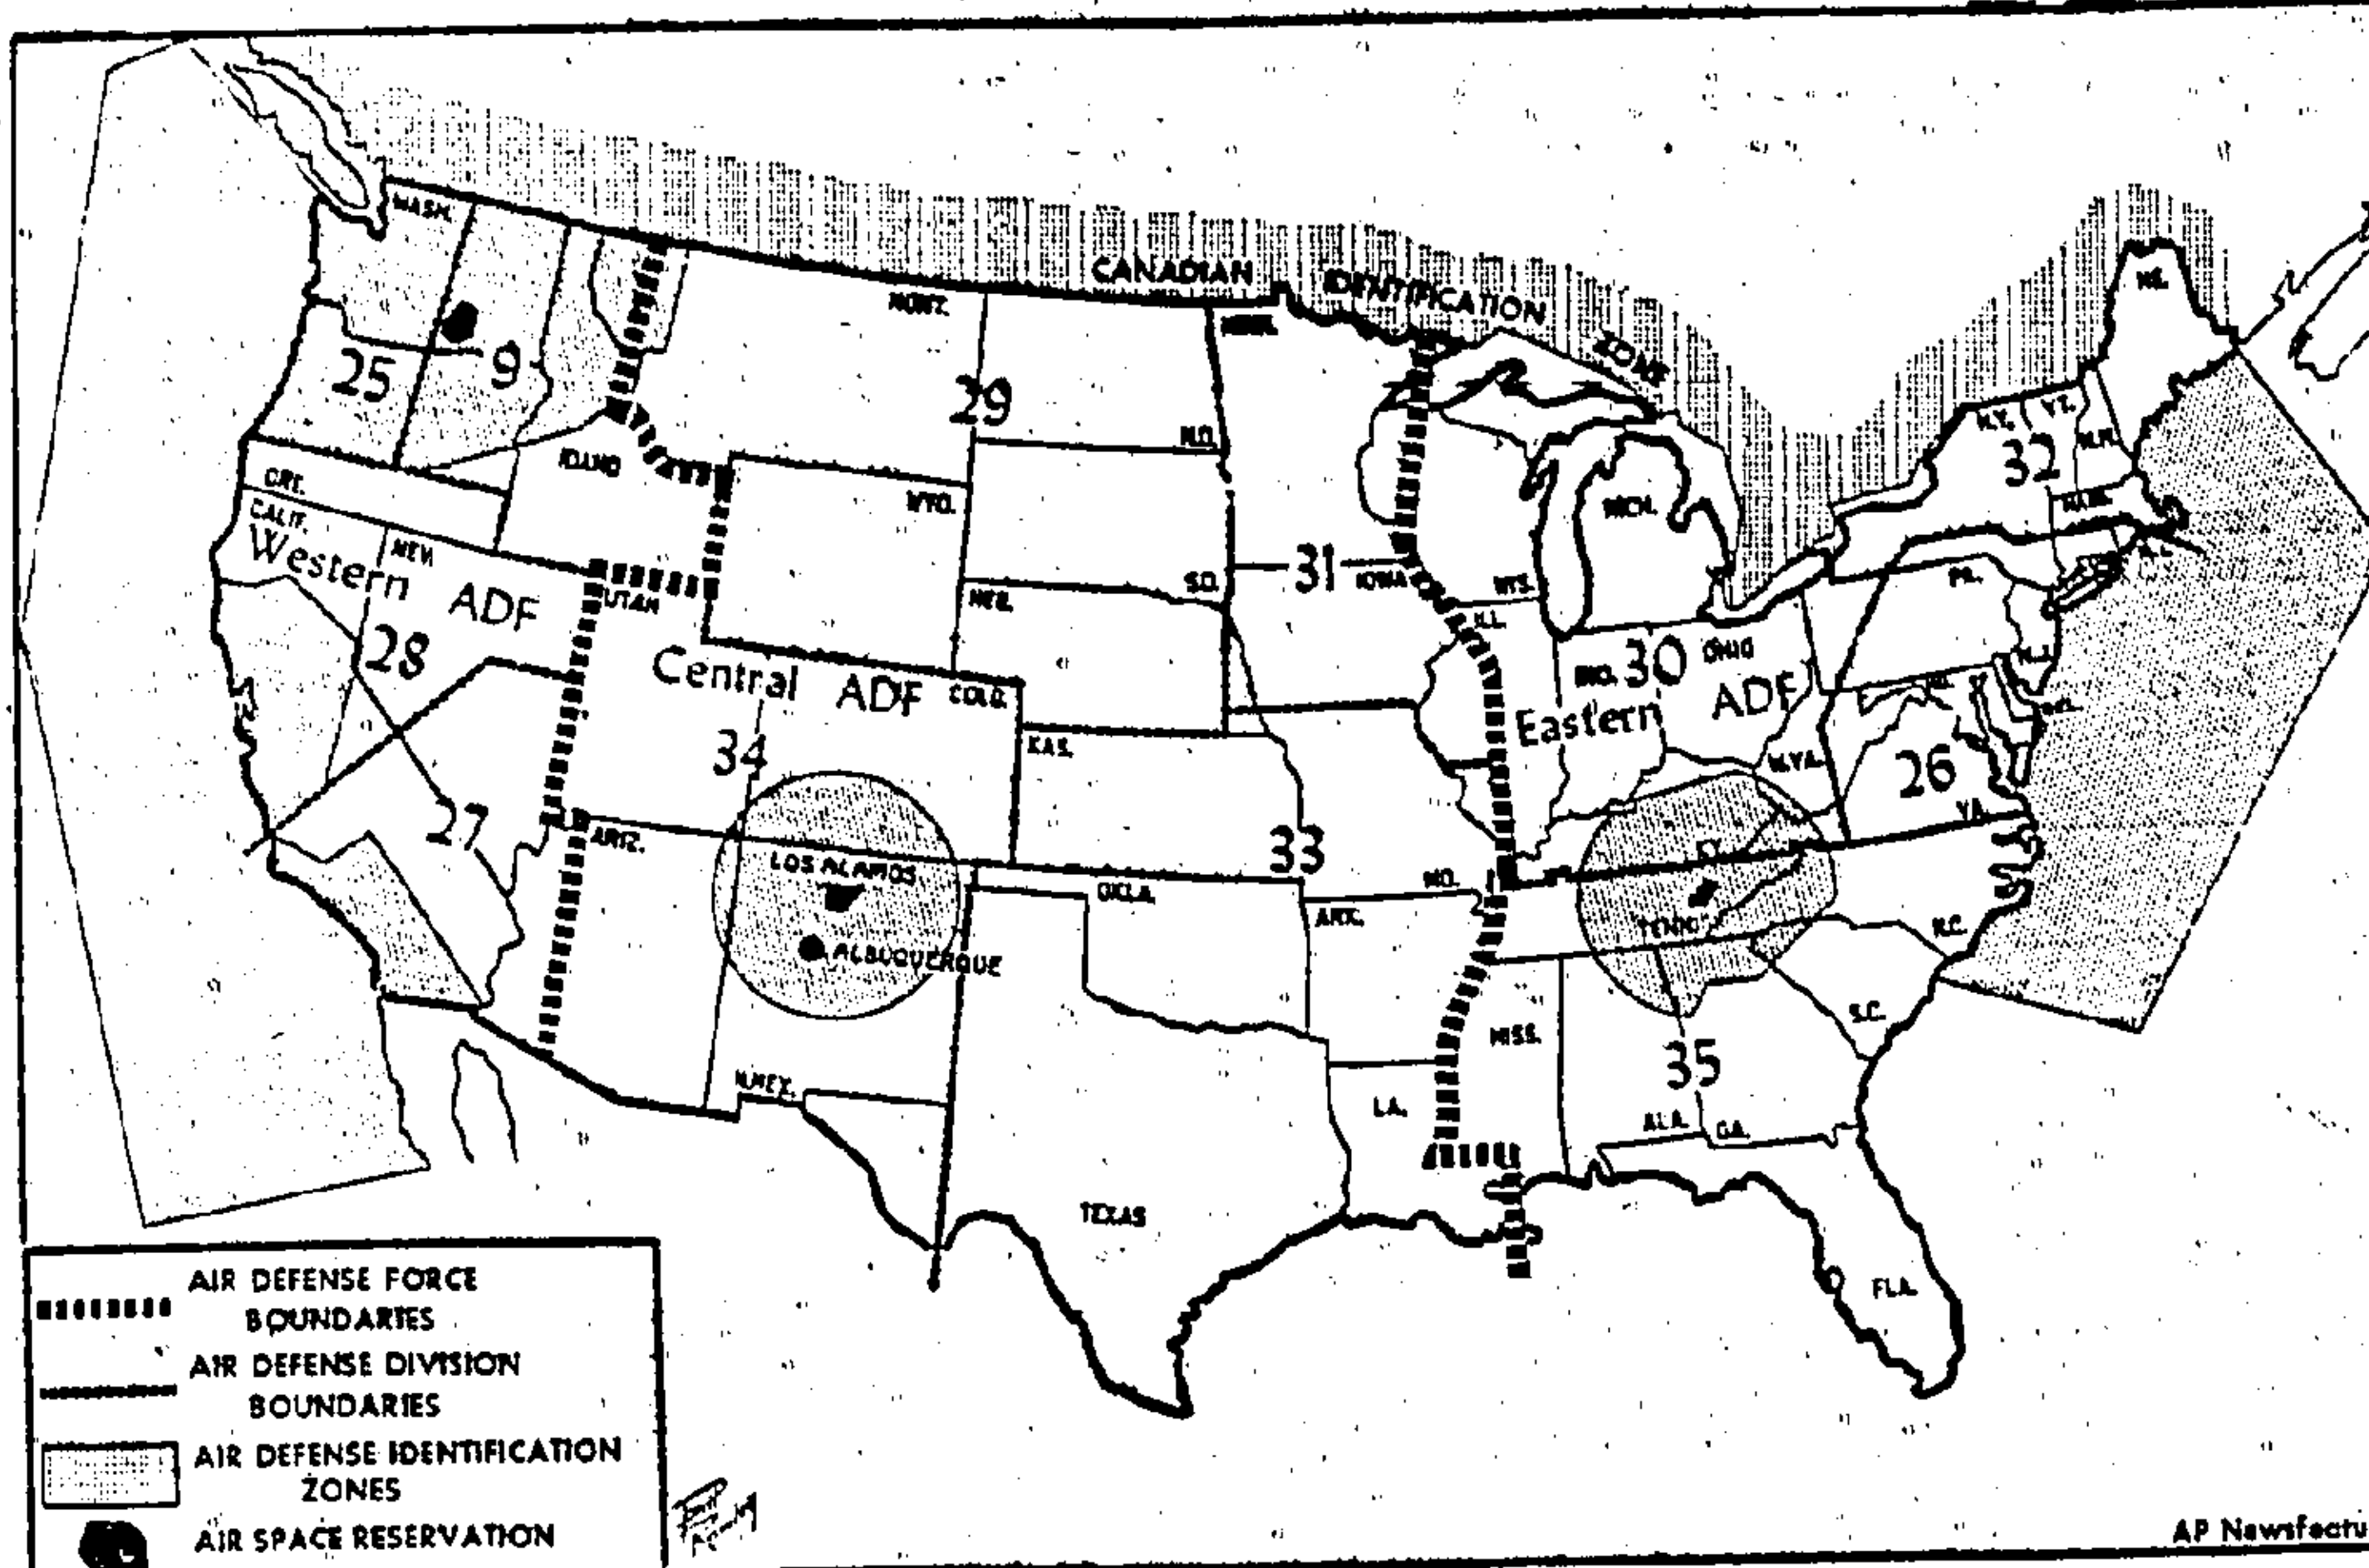 WASH.
CANADIAN IDENTIFICATION ZONE
MONT.
MINN.
ME.
25
9
29
N.D.
N.Y.
VT.
N.H.
32
IDAHO
ORE.
CALIF.
NEV.
WYO.
MICH.
MASS.
Western ADF
UTAH
S.D.
31
IOWA
WIS.
PA.
NEB.
ILL.
28
Central ADF
COLO.
IND.
30
OHIO
N.J.
Eastern ADF
DEL.
34
KAS.
W.VA.
26
27
ARIZ.
LOS ALAMOS
33
KY.
VA.
OKLA.
MO.
ARK.
TENN.
N.C.
ALBUQUERQUE
MISS.
S.C.
35
N.MEX.
LA.
ALA.
GA.
TEXAS
FLA.
AIR DEFENSE FORCE
BOUNDARIES
AIR DEFENSE DIVISION
BOUNDARIES
AIR DEFENSE IDENTIFICATION
ZONES
AIR SPACE RESERVATION
AP Newsfeatu